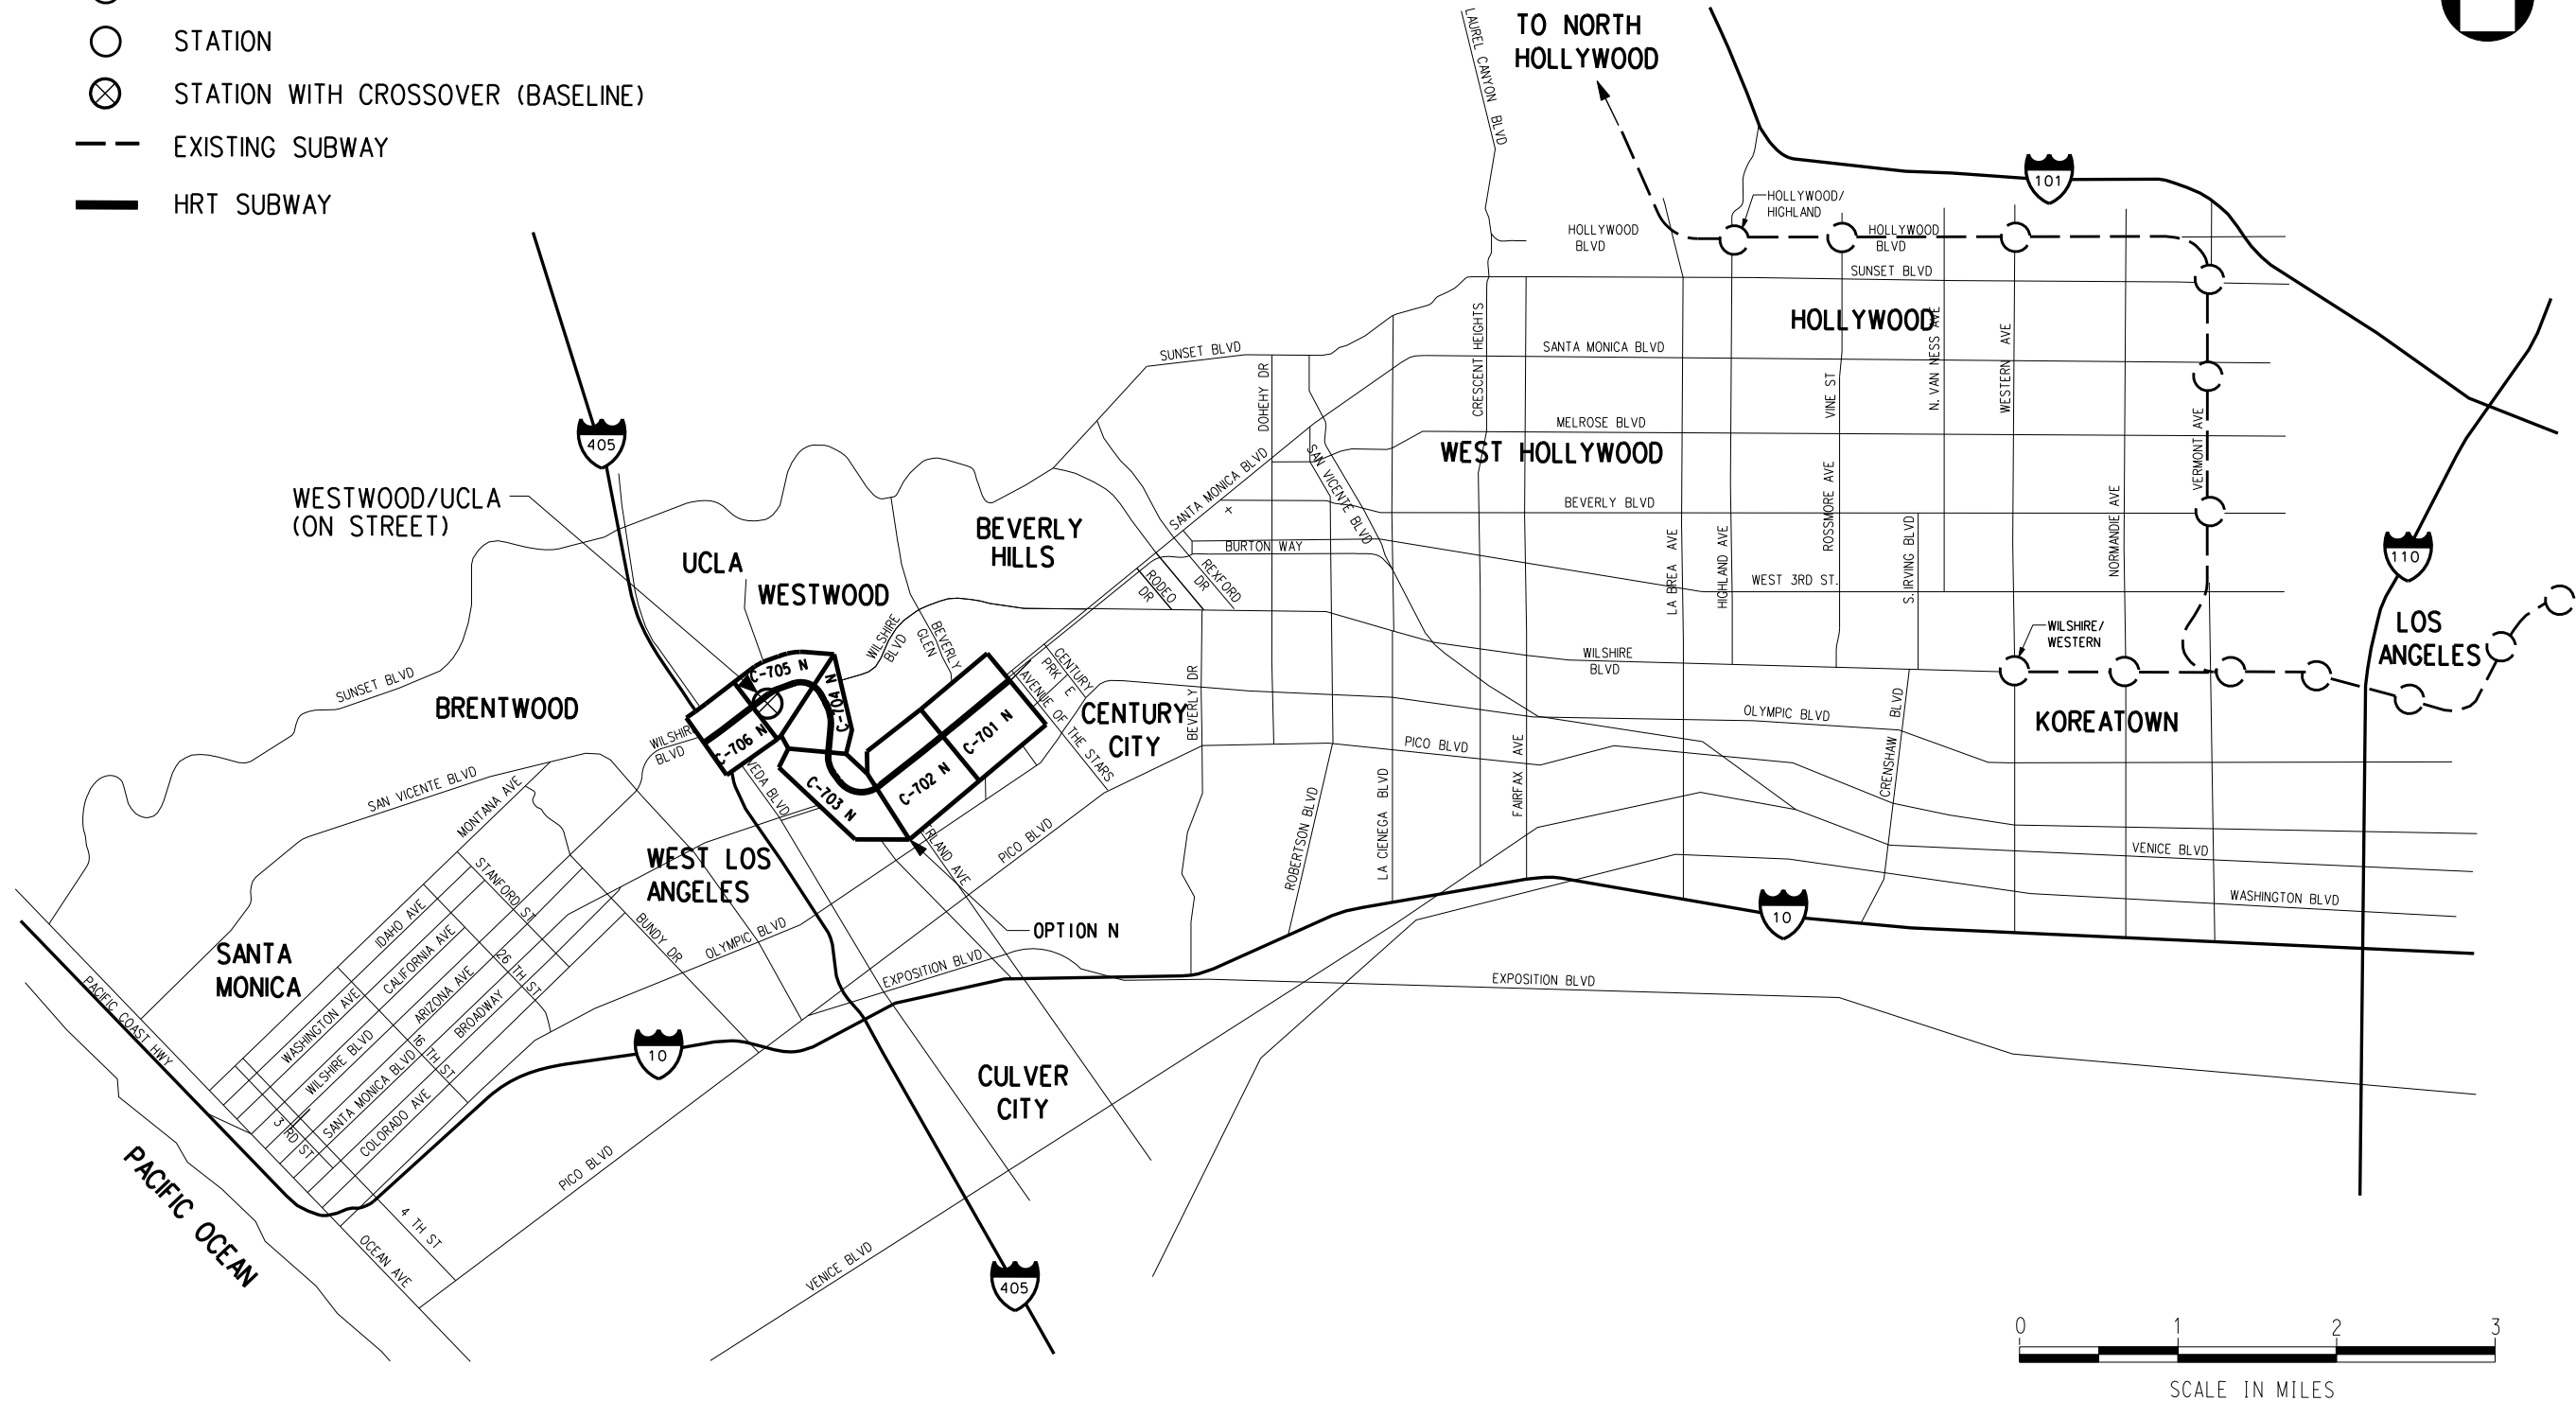 STATION
STATION WITH CROSSOVER (BASELINE)
EXISTING SUBWAY
HRT SUBWAY
TO NORTH
HOLLYWOOD
LAUREL CANYON BLVD
101
HOLLYWOOD/
HIGHLAND
HOLLYWOOD
BLVD
HOLLYWOOD
BLVD
SUNSET BLVD
HOLLYWOOD
SANTA MONICA BLVD
SUNSET BLVD
DOHENY DR
CRESCENT HEIGHTS
VINE ST
N. VAN NESS AVE
WESTERN AVE
VERMONT AVE
MELROSE BLVD
WEST HOLLYWOOD
405
SANTA MONICA BLVD
SAN VICENTE BLVD
WESTWOOD/UCLA
(ON STREET)
BEVERLY BLVD
BEVERLY
HILLS
UCLA
WESTWOOD
BURTON WAY
RODEO
DR
REXFORD
DR
LA BREA AVE
HIGHLAND AVE
ROSSMORE AVE
S.IRVING BLVD
NORMANDIE AVE
WEST 3RD ST.
110
LOS
ANGELES
WILSHIRE/
WESTERN
WILSHIRE
BLVD
WILSHIRE
BLVD
BEVERLY
GLEN
CENTURY
PRK E
AVENUE OF THE STARS
CENTURY
CITY
BEVERLY DR
SUNSET BLVD
BRENTWOOD
WILSHIRE
BLVD
C-705 N
C-704 N
C-706 N
C-703 N
C-702 N
C-701 N
VEDA BLVD
OLYMPIC BLVD
KOREATOWN
PICO BLVD
FAIRFAX AVE
CRENSHAW BLVD
LA CIENEGA BLVD
ROBERTSON BLVD
SAN VICENTE BLVD
MONTANA AVE
WEST LOS
ANGELES
RLAND AVE
PICO BLVD
VENICE BLVD
WASHINGTON BLVD
STANFORD ST
IDAHO AVE
CALIFORNIA AVE
BUNDY DR
OLYMPIC BLVD
OPTION N
10
SANTA
MONICA
26 TH ST
ARIZONA AVE
BROADWAY
WASHINGTON AVE
EXPOSITION BLVD
EXPOSITION BLVD
PACIFIC COAST HWY
WILSHIRE BLVD
16 TH ST
SANTA MONICA BLVD
COLORADO AVE
3 RD ST
10
CULVER
CITY
PACIFIC OCEAN
PICO BLVD
4 TH ST
OCEAN AVE
VENICE BLVD
405
0 1 2 3
SCALE IN MILES